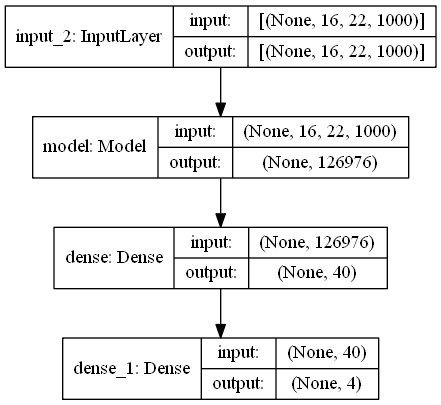 input_2: InputLayer
input: [(None, 16, 22, 1000)]
output: [(None, 16, 22, 1000)]
model: Model
input: (None, 16, 22, 1000)
output: (None, 126976)
dense: Dense
input: (None, 126976)
output: (None, 40)
dense_1: Dense
input: (None, 40)
output: (None, 4)